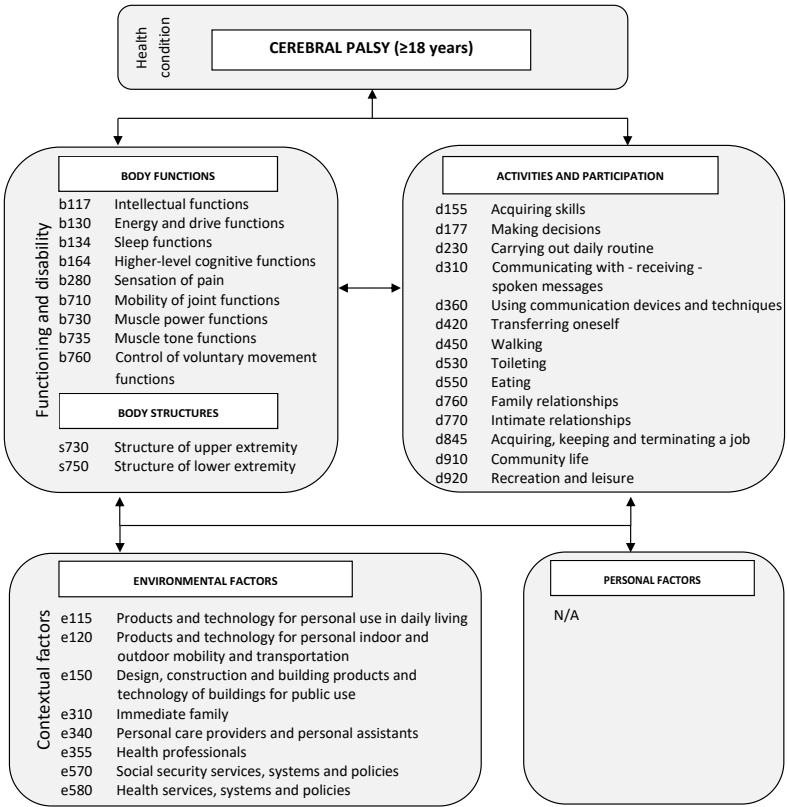 Health
condition
CEREBRAL PALSY (≥18 years)
Functioning and disability
BODY FUNCTIONS
b117 Intellectual functions
b130 Energy and drive functions
b134 Sleep functions
b164 Higher-level cognitive functions
b280 Sensation of pain
b710 Mobility of joint functions
b730 Muscle power functions
b735 Muscle tone functions
b760 Control of voluntary movement
functions
BODY STRUCTURES
s730 Structure of upper extremity
s750 Structure of lower extremity
ACTIVITIES AND PARTICIPATION
d155 Acquiring skills
d177 Making decisions
d230 Carrying out daily routine
d310 Communicating with - receiving -
spoken messages
d360 Using communication devices and techniques
d420 Transferring oneself
d450 Walking
d530 Toileting
d550 Eating
d760 Family relationships
d770 Intimate relationships
d845 Acquiring, keeping and terminating a job
d910 Community life
d920 Recreation and leisure
Contextual factors
ENVIRONMENTAL FACTORS
e115 Products and technology for personal use in daily living
e120 Products and technology for personal indoor and
outdoor mobility and transportation
e150 Design, construction and building products and
technology of buildings for public use
e310 Immediate family
e340 Personal care providers and personal assistants
e355 Health professionals
e570 Social security services, systems and policies
e580 Health services, systems and policies
PERSONAL FACTORS
N/A